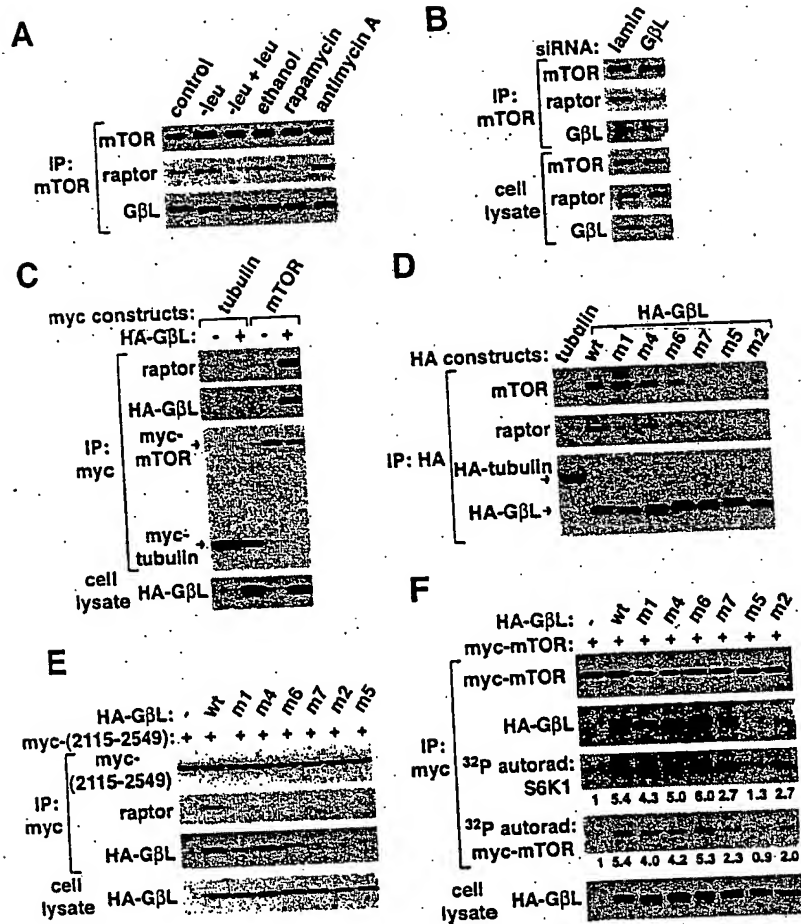 A
control
-leu
-leu + leu
ethanol
rapamycin
antimycin A
IP: mTOR
mTOR
raptor
GβL
B
siRNA: lamin GβL
IP: mTOR
mTOR
raptor
GβL
cell lysate
mTOR
raptor
GβL
C
myc constructs: tubulin mTOR
HA-GβL: - + - +
IP: myc
raptor
HA-GβL
myc-mTOR
myc-tubulin
cell lysate HA-GβL
D
HA-GβL
HA constructs: tubulin wt m1 m4 m6 m7 m5 m2
IP: HA
mTOR
raptor
HA-tubulin
HA-GβL
E
HA-GβL: - wt m1 m4 m6 m7 m2 m5
myc-(2115-2549): + + + + + + + +
IP: myc
myc-(2115-2549)
raptor
HA-GβL
cell lysate HA-GβL
F
HA-GβL: - wt m1 m4 m6 m7 m5 m2
myc-mTOR: + + + + + + + +
IP: myc
myc-mTOR
HA-GβL
32P autorad: S6K1
1 5.4 4.3 5.0 6.0 2.7 1.3 2.7
32P autorad: myc-mTOR
1 5.4 4.0 4.2 5.3 2.3 0.9 2.0
cell lysate HA-GβL